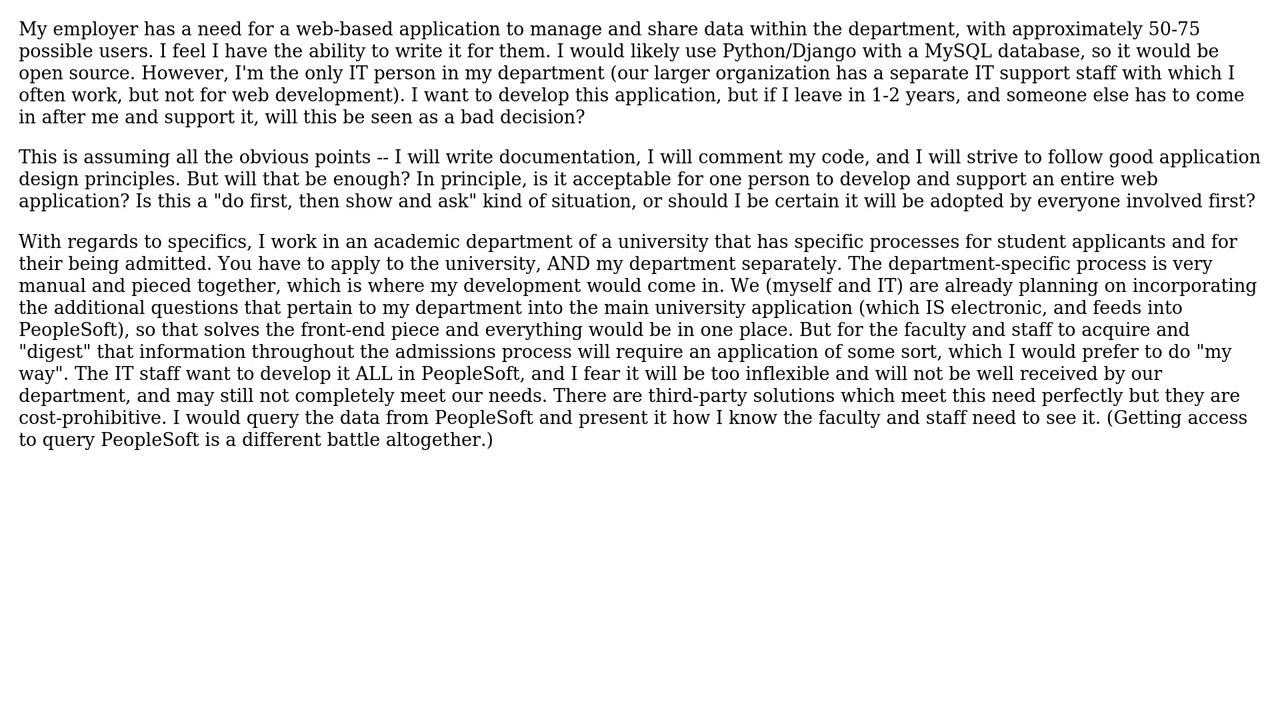 My employer has a need for a web-based application to manage and share data within the department, with approximately 50-75
possible users. I feel I have the ability to write it for them. I would likely use Python/Django with a MySQL database, so it would be
open source. However, I'm the only IT person in my department (our larger organization has a separate IT support staff with which I
often work, but not for web development). I want to develop this application, but if I leave in 1-2 years, and someone else has to come
in after me and support it, will this be seen as a bad decision?
This is assuming all the obvious points -- I will write documentation, I will comment my code, and I will strive to follow good application
design principles. But will that be enough? In principle, is it acceptable for one person to develop and support an entire web
application? Is this a "do first, then show and ask" kind of situation, or should I be certain it will be adopted by everyone involved first?
With regards to specifics, I work in an academic department of a university that has specific processes for student applicants and for
their being admitted. You have to apply to the university, AND my department separately. The department-specific process is very
manual and pieced together, which is where my development would come in. We (myself and IT) are already planning on incorporating
the additional questions that pertain to my department into the main university application (which IS electronic, and feeds into
PeopleSoft), so that solves the front-end piece and everything would be in one place. But for the faculty and staff to acquire and
"digest" that information throughout the admissions process will require an application of some sort, which I would prefer to do "my
way". The IT staff want to develop it ALL in PeopleSoft, and I fear it will be too inflexible and will not be well received by our
department, and may still not completely meet our needs. There are third-party solutions which meet this need perfectly but they are
cost-prohibitive. I would query the data from PeopleSoft and present it how I know the faculty and staff need to see it. (Getting access
to query PeopleSoft is a different battle altogether.)